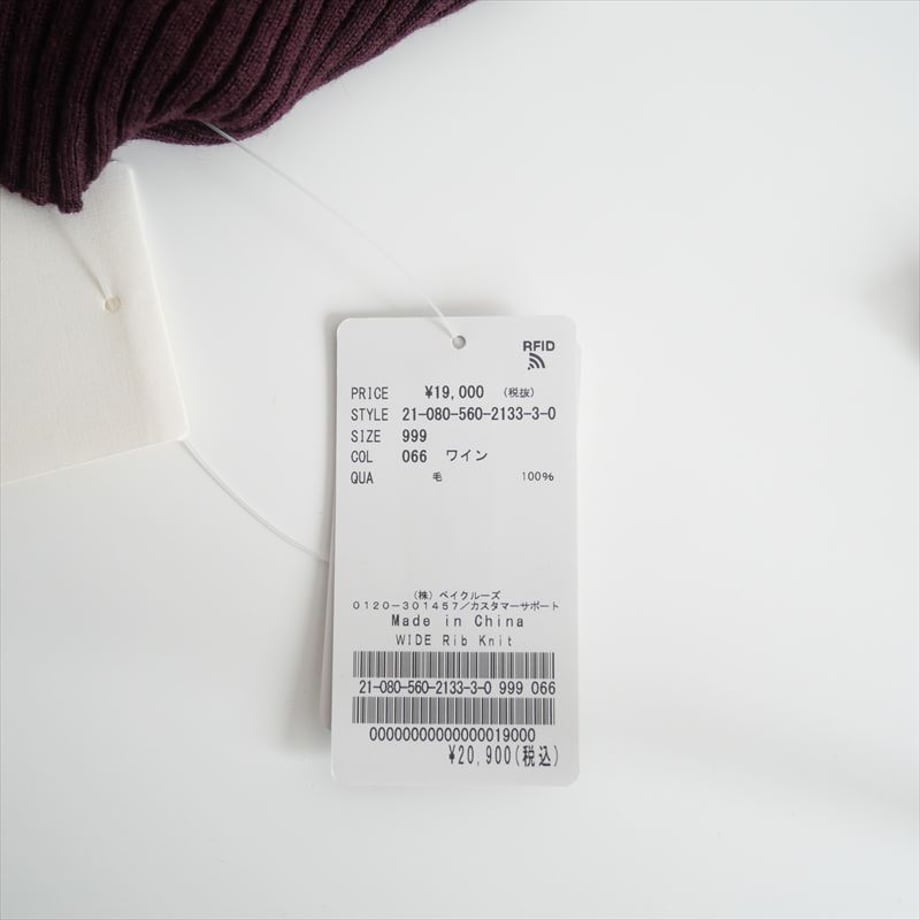 RFID
PRICE ¥19,000 (税抜)
STYLE 21-080-560-2133-3-0
SIZE 999
COL 066 ワイン
QUA 毛 100%
(株) ベイクルーズ
0120-301457/カスタマーサポート
Made in China
WIDE Rib Knit
21-080-560-2133-3-0 999 066
00000000000000019000
¥20,900(税込)